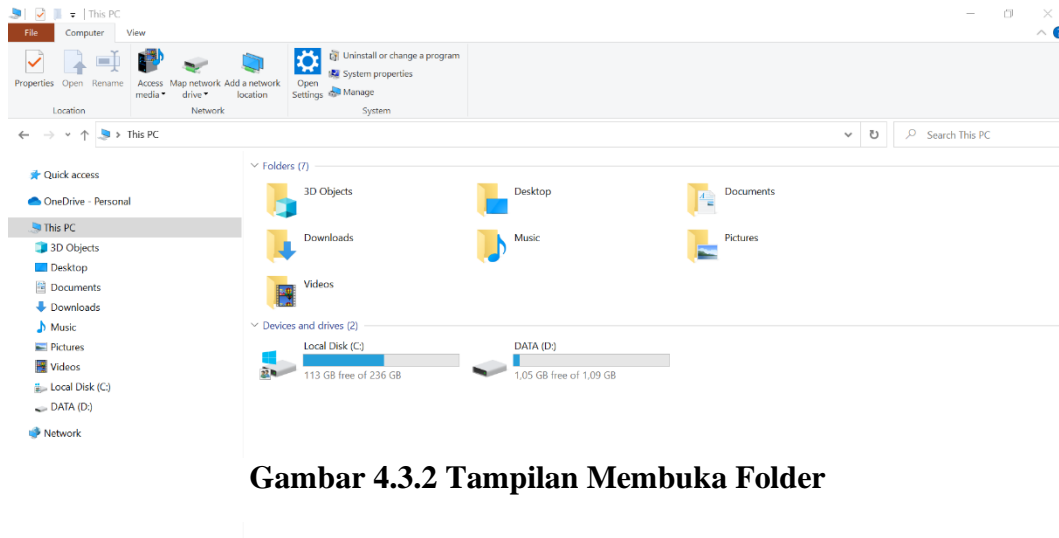 This PC
File Computer View
Properties Open Rename Access media Map network drive Add a network location Open Settings Uninstall or change a program
System properties
Manage
Location Network System
This PC Search This PC
Quick access
OneDrive - Personal
This PC
3D Objects
Desktop
Documents
Downloads
Music
Pictures
Videos
Local Disk (C:)
DATA (D:)
Network
Folders (7)
3D Objects Desktop Documents
Downloads Music Pictures
Videos
Devices and drives (2)
Local Disk (C:) DATA (D:)
113 GB free of 236 GB 1,05 GB free of 1,09 GB
Gambar 4.3.2 Tampilan Membuka Folder